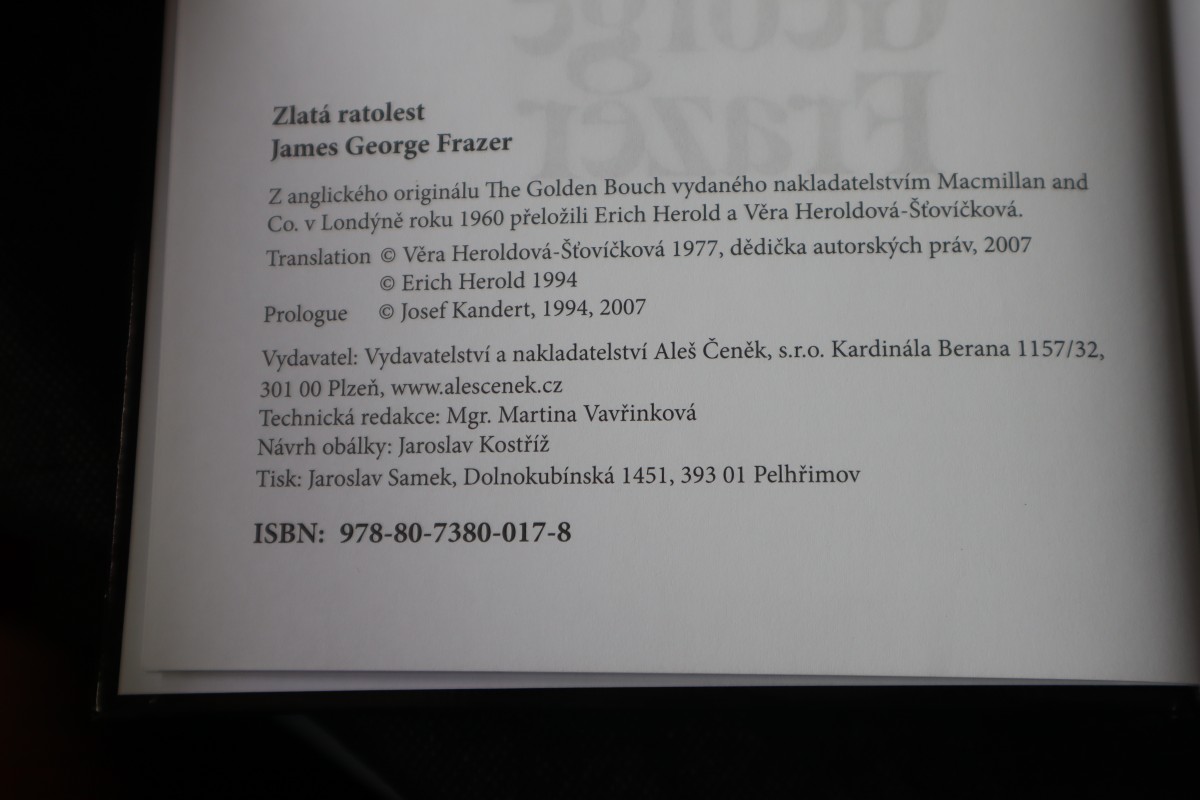 George
Frazer
Zlatá ratolest
James George Frazer
Z anglického originálu The Golden Bouch vydaného nakladatelstvím Macmillan and
Co. v Londýně roku 1960 přeložili Erich Herold a Věra Heroldová-Šťovíčková.
Translation © Věra Heroldová-Šťovíčková 1977, dědička autorských práv, 2007
© Erich Herold 1994
Prologue © Josef Kandert, 1994, 2007
Vydavatel: Vydavatelství a nakladatelství Aleš Čeněk, s.r.o. Kardinála Berana 1157/32,
301 00 Plzeň, www.alescenek.cz
Technická redakce: Mgr. Martina Vavřinková
Návrh obálky: Jaroslav Kostříž
Tisk: Jaroslav Samek, Dolnokubínská 1451, 393 01 Pelhřimov
ISBN: 978-80-7380-017-8